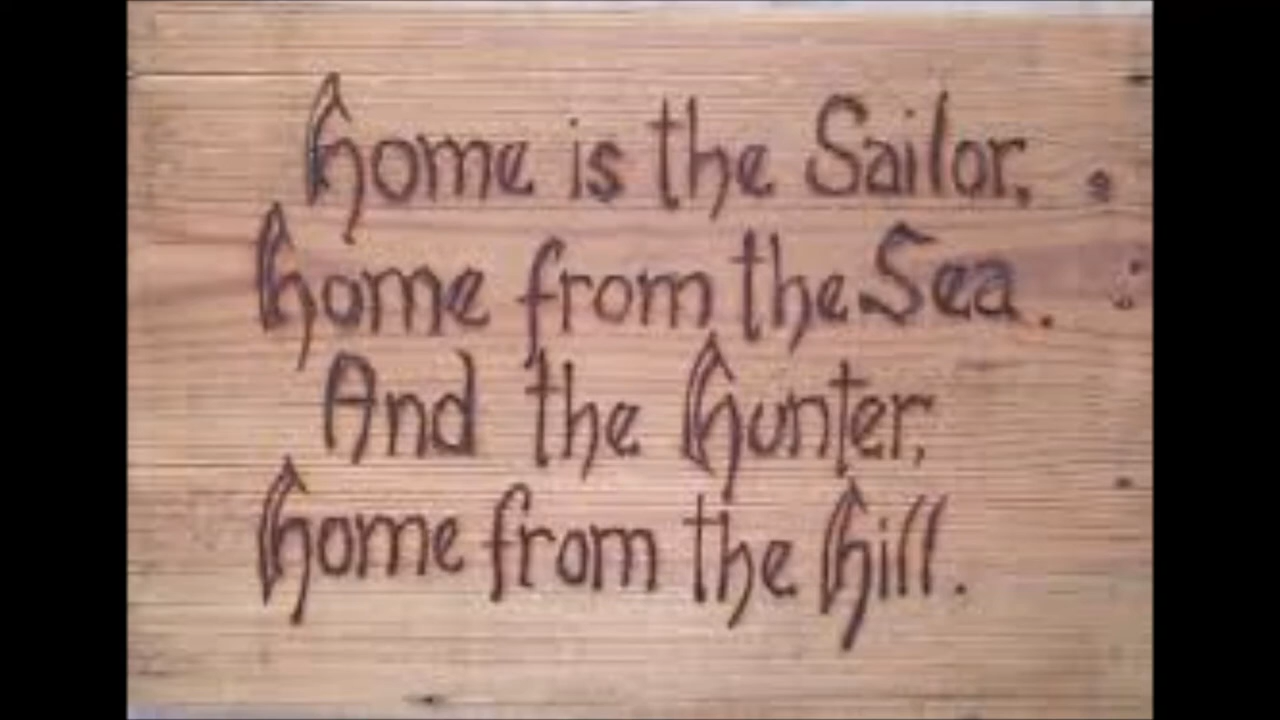 home is the Sailor,
home from the Sea.
And the hunter,
home from the hill.